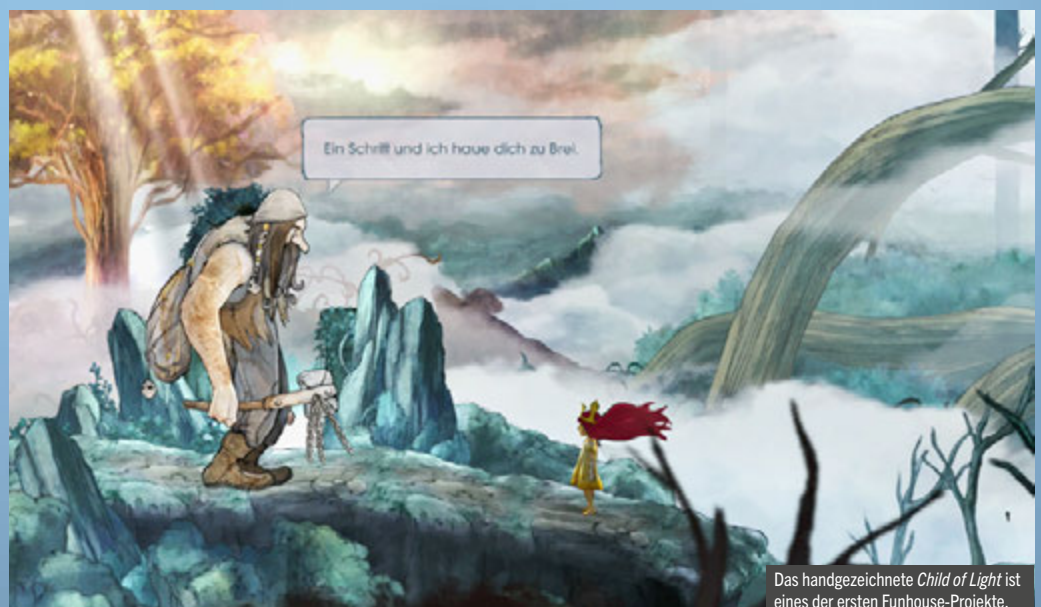 Ein Schritt und ich haue dich zu Brei.
Das handgezeichnete Child of Light ist
eines der ersten Funhouse-Projekte.